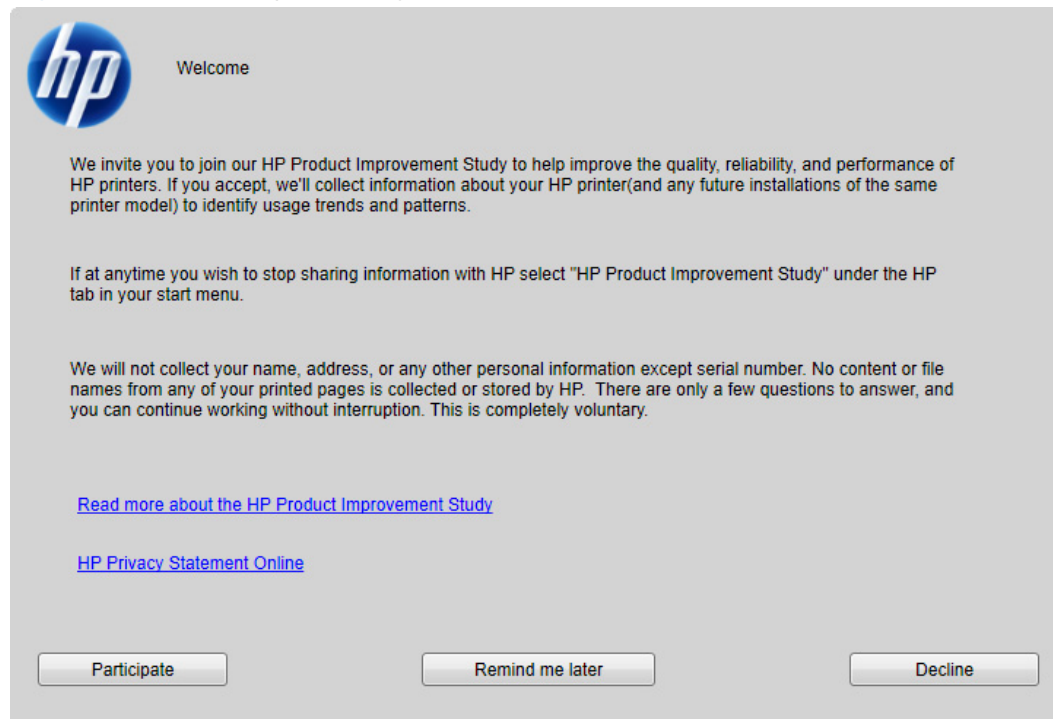 hp
Welcome
We invite you to join our HP Product Improvement Study to help improve the quality, reliability, and performance of
HP printers. If you accept, we'll collect information about your HP printer(and any future installations of the same
printer model) to identify usage trends and patterns.
If at anytime you wish to stop sharing information with HP select "HP Product Improvement Study" under the HP
tab in your start menu.
We will not collect your name, address, or any other personal information except serial number. No content or file
names from any of your printed pages is collected or stored by HP.  There are only a few questions to answer, and
you can continue working without interruption. This is completely voluntary.
Read more about the HP Product Improvement Study
HP Privacy Statement Online
Participate
Remind me later
Decline